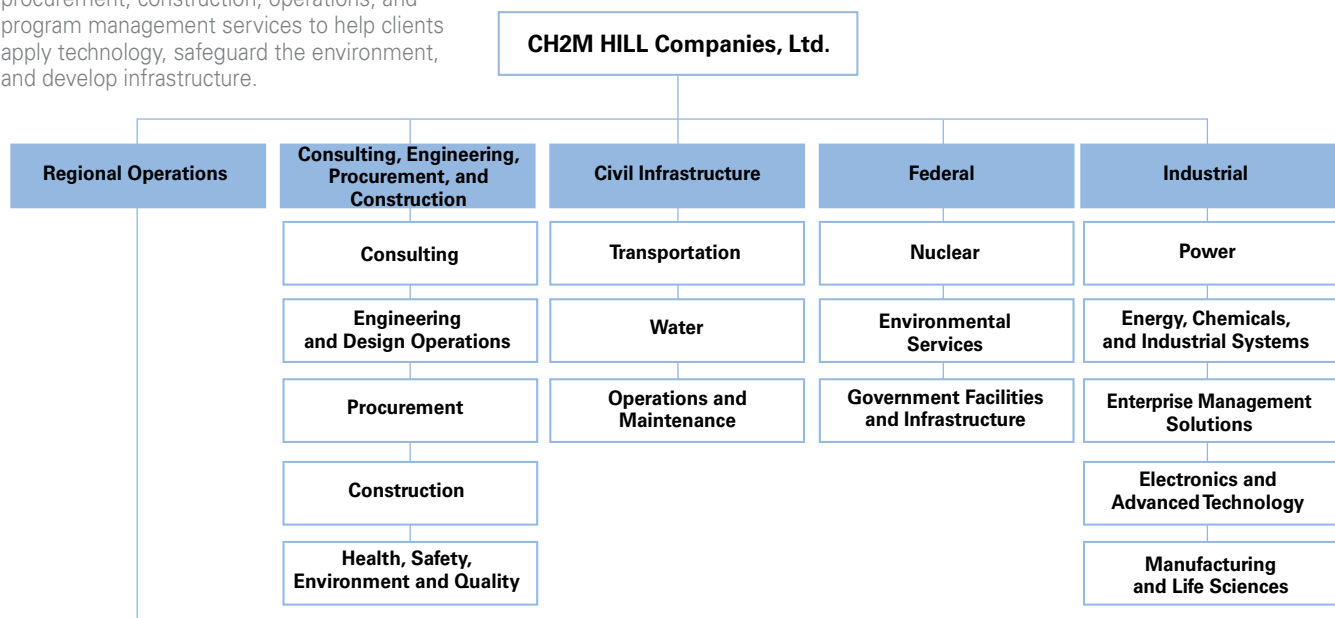 procurement, construction, operations, and
program management services to help clients
apply technology, safeguard the environment,
and develop infrastructure.
CH2M HILL Companies, Ltd.
Regional Operations
Consulting, Engineering,
Procurement, and
Construction
Civil Infrastructure
Federal
Industrial
Consulting
Transportation
Nuclear
Power
Engineering
and Design Operations
Water
Environmental
Services
Energy, Chemicals,
and Industrial Systems
Procurement
Operations and
Maintenance
Government Facilities
and Infrastructure
Enterprise Management
Solutions
Construction
Electronics and
Advanced Technology
Health, Safety,
Environment and Quality
Manufacturing
and Life Sciences